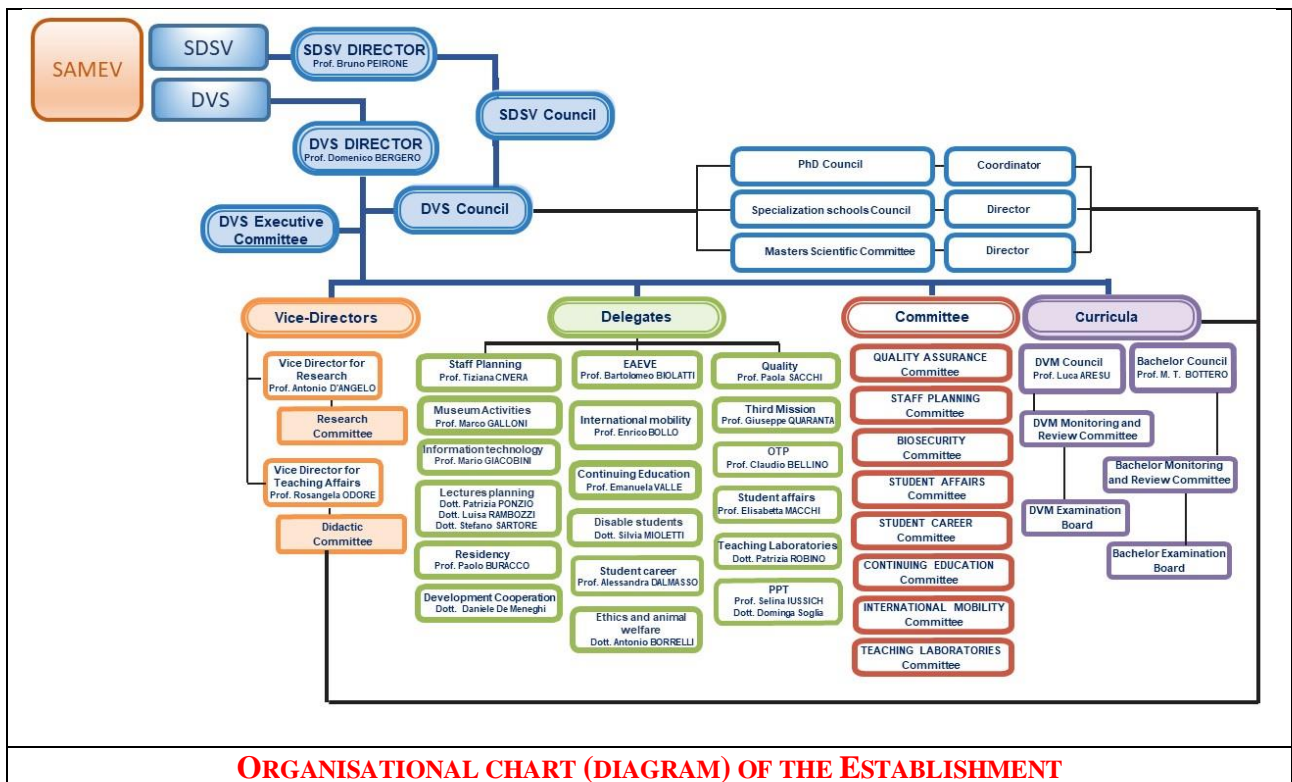 SAMEV
SDSV
DVS
SDSV DIRECTOR
Prof. Bruno PEIRONE
SDSV Council
DVS DIRECTOR
Prof. Domenico BERGERO
DVS Council
DVS Executive
Committee
PhD Council
Coordinator
Specialization schools Council
Director
Masters Scientific Committee
Director
Vice-Directors
Vice Director for
Research
Prof. Antonio D'ANGELO
Research
Committee
Vice Director for
Teaching Affairs
Prof. Rosangela ODORE
Didactic
Committee
Delegates
Staff Planning
Prof. Tiziana CIVERA
Museum Activities
Prof. Marco GALLONI
Information technology
Prof. Mario GIACOBINI
Lectures planning
Dott. Patrizia PONZIO
Dott. Luisa RAMBOZZI
Dott. Stefano SARTORE
Residency
Prof. Paolo BURACCO
Development Cooperation
Dott. Daniele De Meneghi
EAEVE
Prof. Bartolomeo BIOLATTI
International mobility
Prof. Enrico BOLLO
Continuing Education
Prof. Emanuela VALLE
Disable students
Dott. Silvia MIOLETTI
Student career
Prof. Alessandra DALMASSO
Ethics and animal
welfare
Dott. Antonio BORRELLI
Quality
Prof. Paola SACCHI
Third Mission
Prof. Giuseppe QUARANTA
OTP
Prof. Claudio BELLINO
Student affairs
Prof. Elisabetta MACCHI
Teaching Laboratories
Dott. Patrizia ROBINO
PPT
Prof. Selina IUSSICH
Dott. Dominga Soglia
Committee
QUALITY ASSURANCE
Committee
STAFF PLANNING
Committee
BIOSECURITY
Committee
STUDENT AFFAIRS
Committee
STUDENT CAREER
Committee
CONTINUING EDUCATION
Committee
INTERNATIONAL MOBILITY
Committee
TEACHING LABORATORIES
Committee
Curricula
DVM Council
Prof. Luca ARESU
DVM Monitoring and
Review Committee
DVM Examination
Board
Bachelor Council
Prof. M. T. BOTTERO
Bachelor Monitoring
and Review Committee
Bachelor Examination
Board
ORGANISATIONAL CHART (DIAGRAM) OF THE ESTABLISHMENT